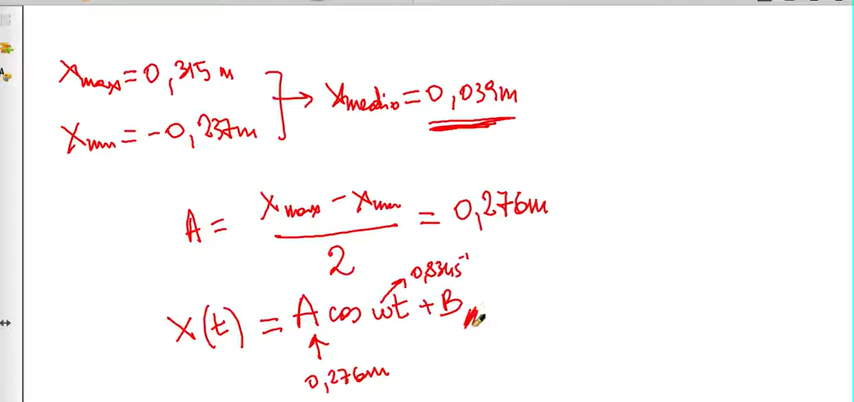 Xmax = 0,315 m
Xmin = -0,237m
Xmedio = 0,039m
A = (Xmax - Xmin) / 2 = 0,276m
0,834s⁻¹
X(t) = A cos ωt + B
0,276m